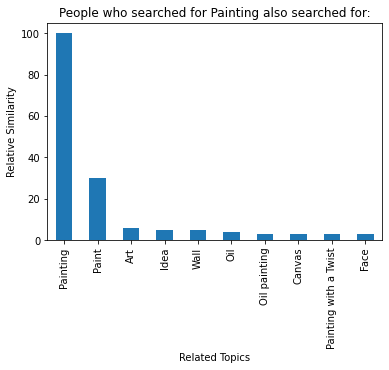 People who searched for Painting also searched for:
100
80
60
40
20
0
Relative Similarity
Painting
Paint
Art
Idea
Wall
Oil
Oil painting
Canvas
Painting with a Twist
Face
Related Topics